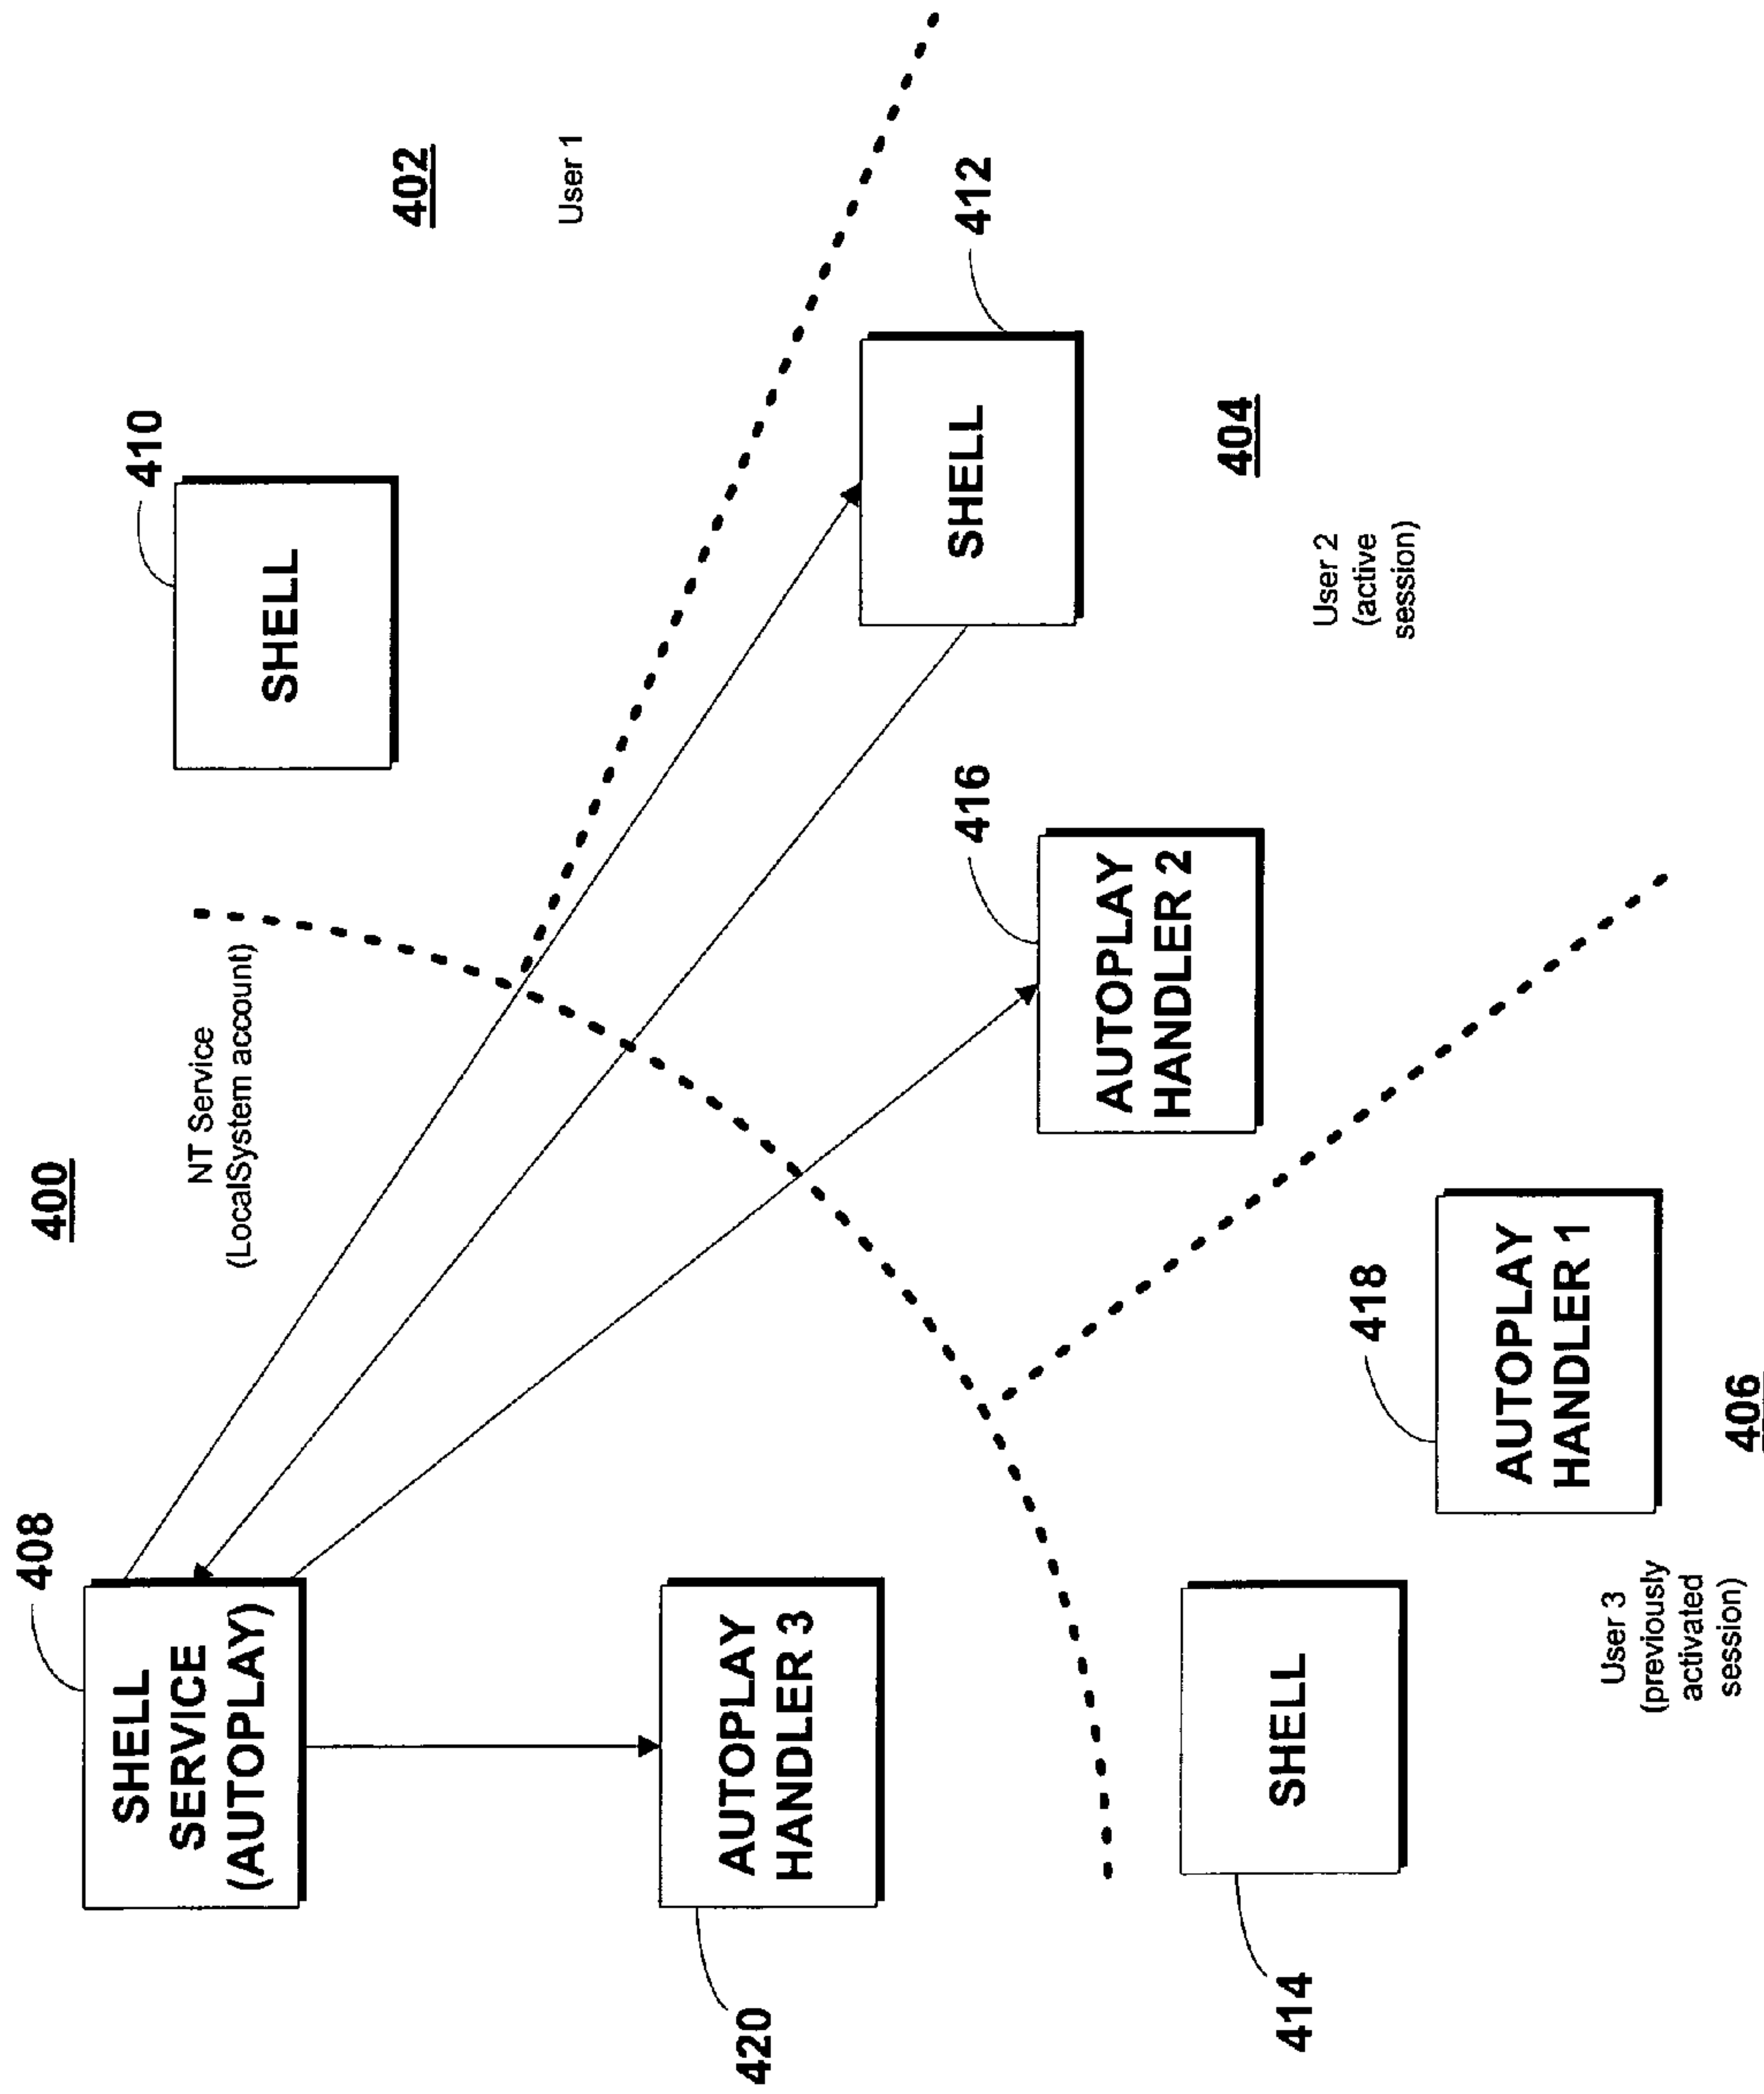 400
402
NT Service
(LocalSystem account)
User 1
408
SHELL
SERVICE
(AUTOPLAY)
410
SHELL
412
SHELL
404
User 2
(active
session)
416
AUTOPLAY
HANDLER 2
420
AUTOPLAY
HANDLER 3
414
SHELL
418
AUTOPLAY
HANDLER 1
User 3
(previously
activated
session)
406